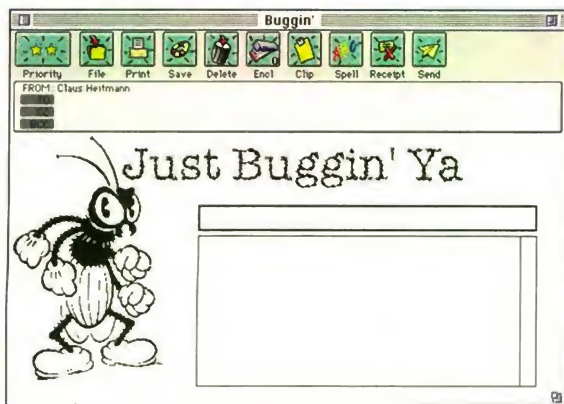 Buggin'
Priority File Print Save Delete Encl Clip Spell Receipt Send
FROM: Claus Heitmann
TO
CC
BCC
Just Buggin' Ya